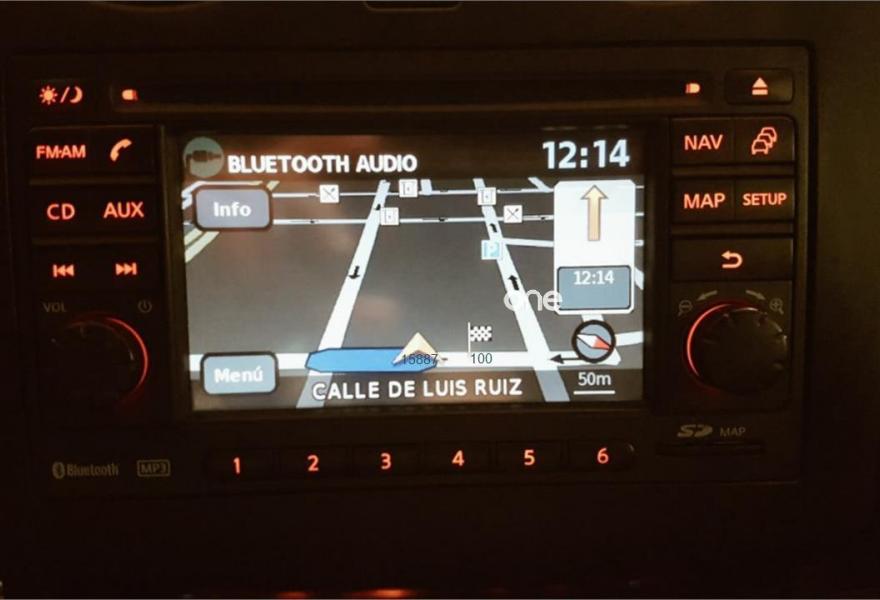 FM·AM
CD AUX
VOL
BLUETOOTH AUDIO 12:14
Info
12:14
one
15887 - 100
Menú
CALLE DE LUIS RUIZ
50m
NAV
MAP SETUP
SD MAP
Bluetooth MP3
1 2 3 4 5 6